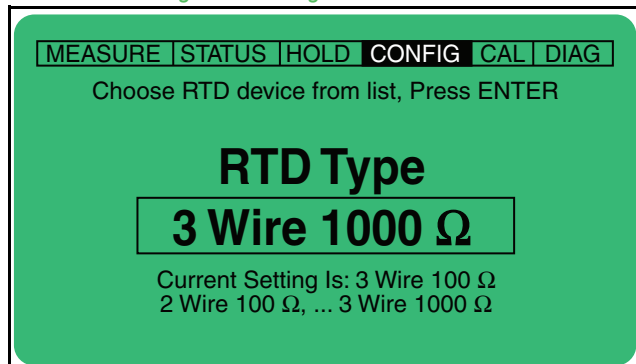 MEASURE STATUS HOLD CONFIG CAL DIAG
Choose RTD device from list, Press ENTER
RTD Type
3 Wire 1000 Ω
Current Setting Is: 3 Wire 100 Ω
2 Wire 100 Ω, ... 3 Wire 1000 Ω